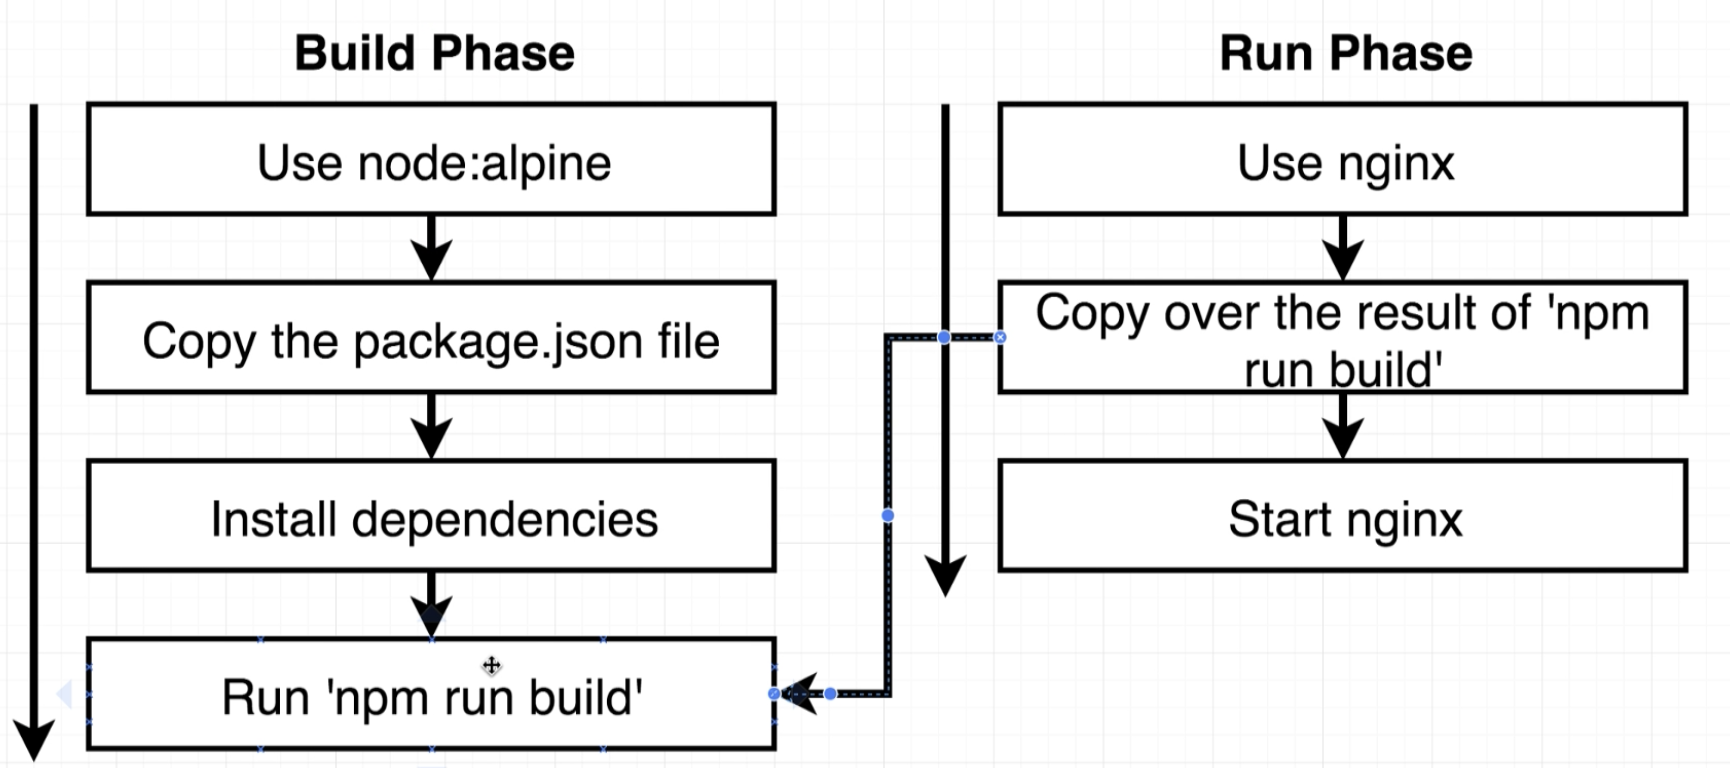 Build Phase
Use node:alpine
Copy the package.json file
Install dependencies
Run 'npm run build'
Run Phase
Use nginx
Copy over the result of 'npm
run build'
Start nginx